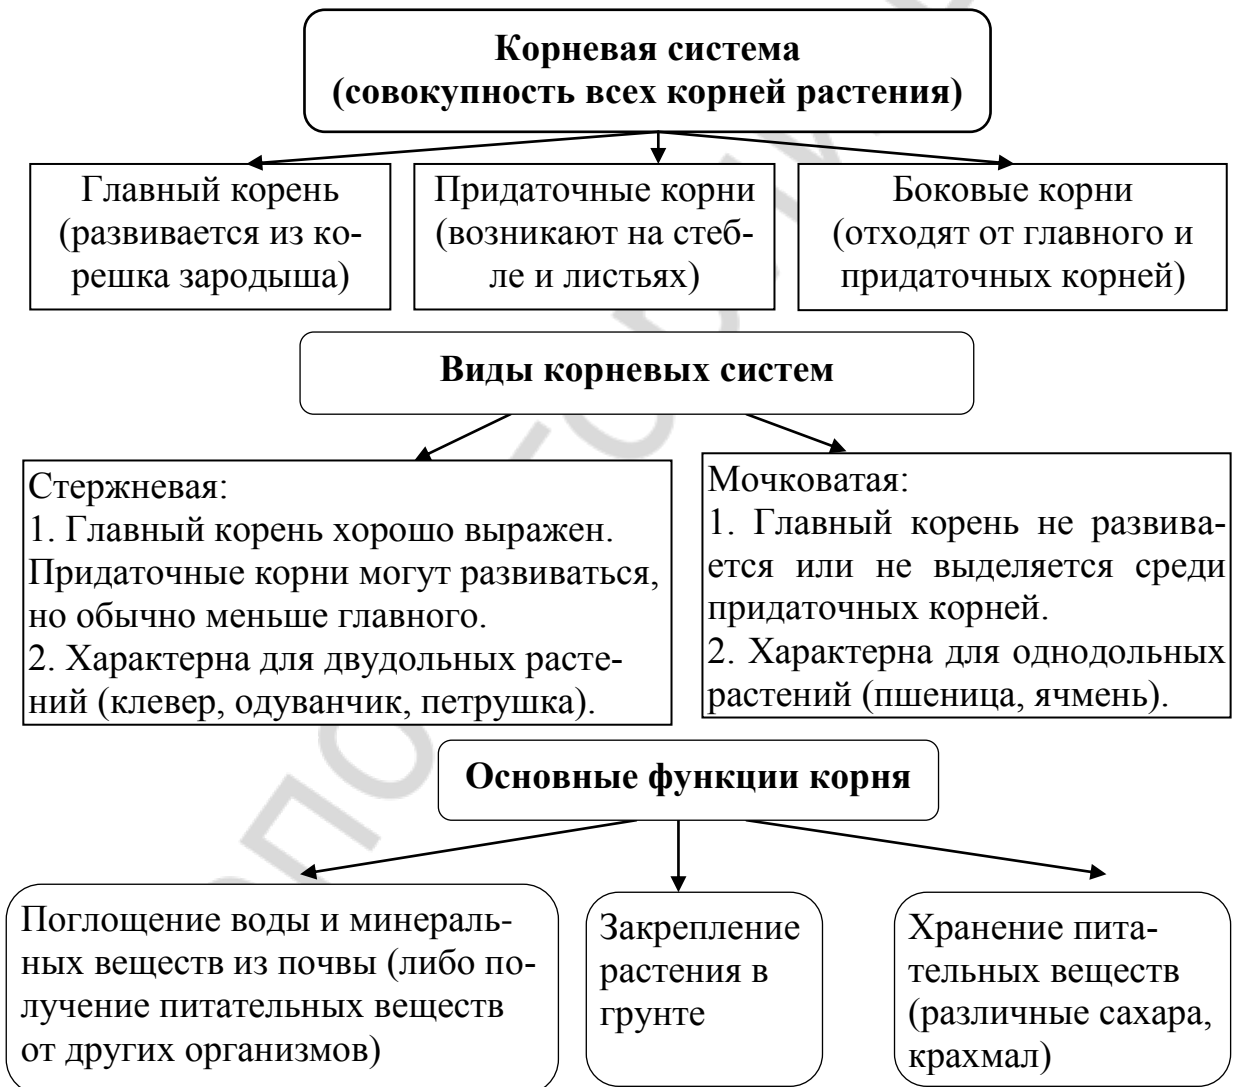 Корневая система
(совокупность всех корней растения)
Главный корень
(развивается из ко-
решка зародыша)
Придаточные корни
(возникают на стеб-
ле и листьях)
Боковые корни
(отходят от главного и
придаточных корней)
Виды корневых систем
Стержневая:
1. Главный корень хорошо выражен.
Придаточные корни могут развиваться,
но обычно меньше главного.
2. Характерна для двудольных расте-
ний (клевер, одуванчик, петрушка).
Мочковатая:
1. Главный корень не развива-
ется или не выделяется среди
придаточных корней.
2. Характерна для однодольных
растений (пшеница, ячмень).
Основные функции корня
Поглощение воды и минераль-
ных веществ из почвы (либо по-
лучение питательных веществ
от других организмов)
Закрепление
растения в
грунте
Хранение пита-
тельных веществ
(различные сахара,
крахмал)